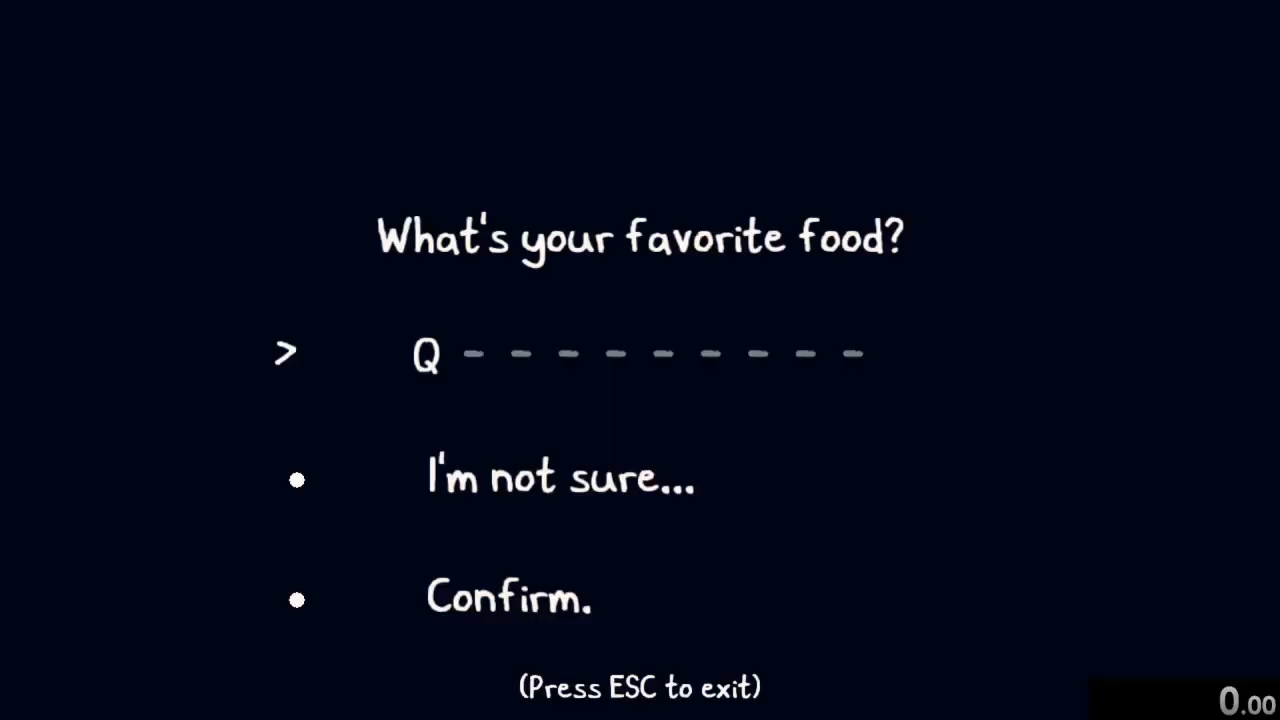 What's your favorite food?
> Q - - - - - - - - -
• I'm not sure...
• Confirm.
(Press ESC to exit)
0.00